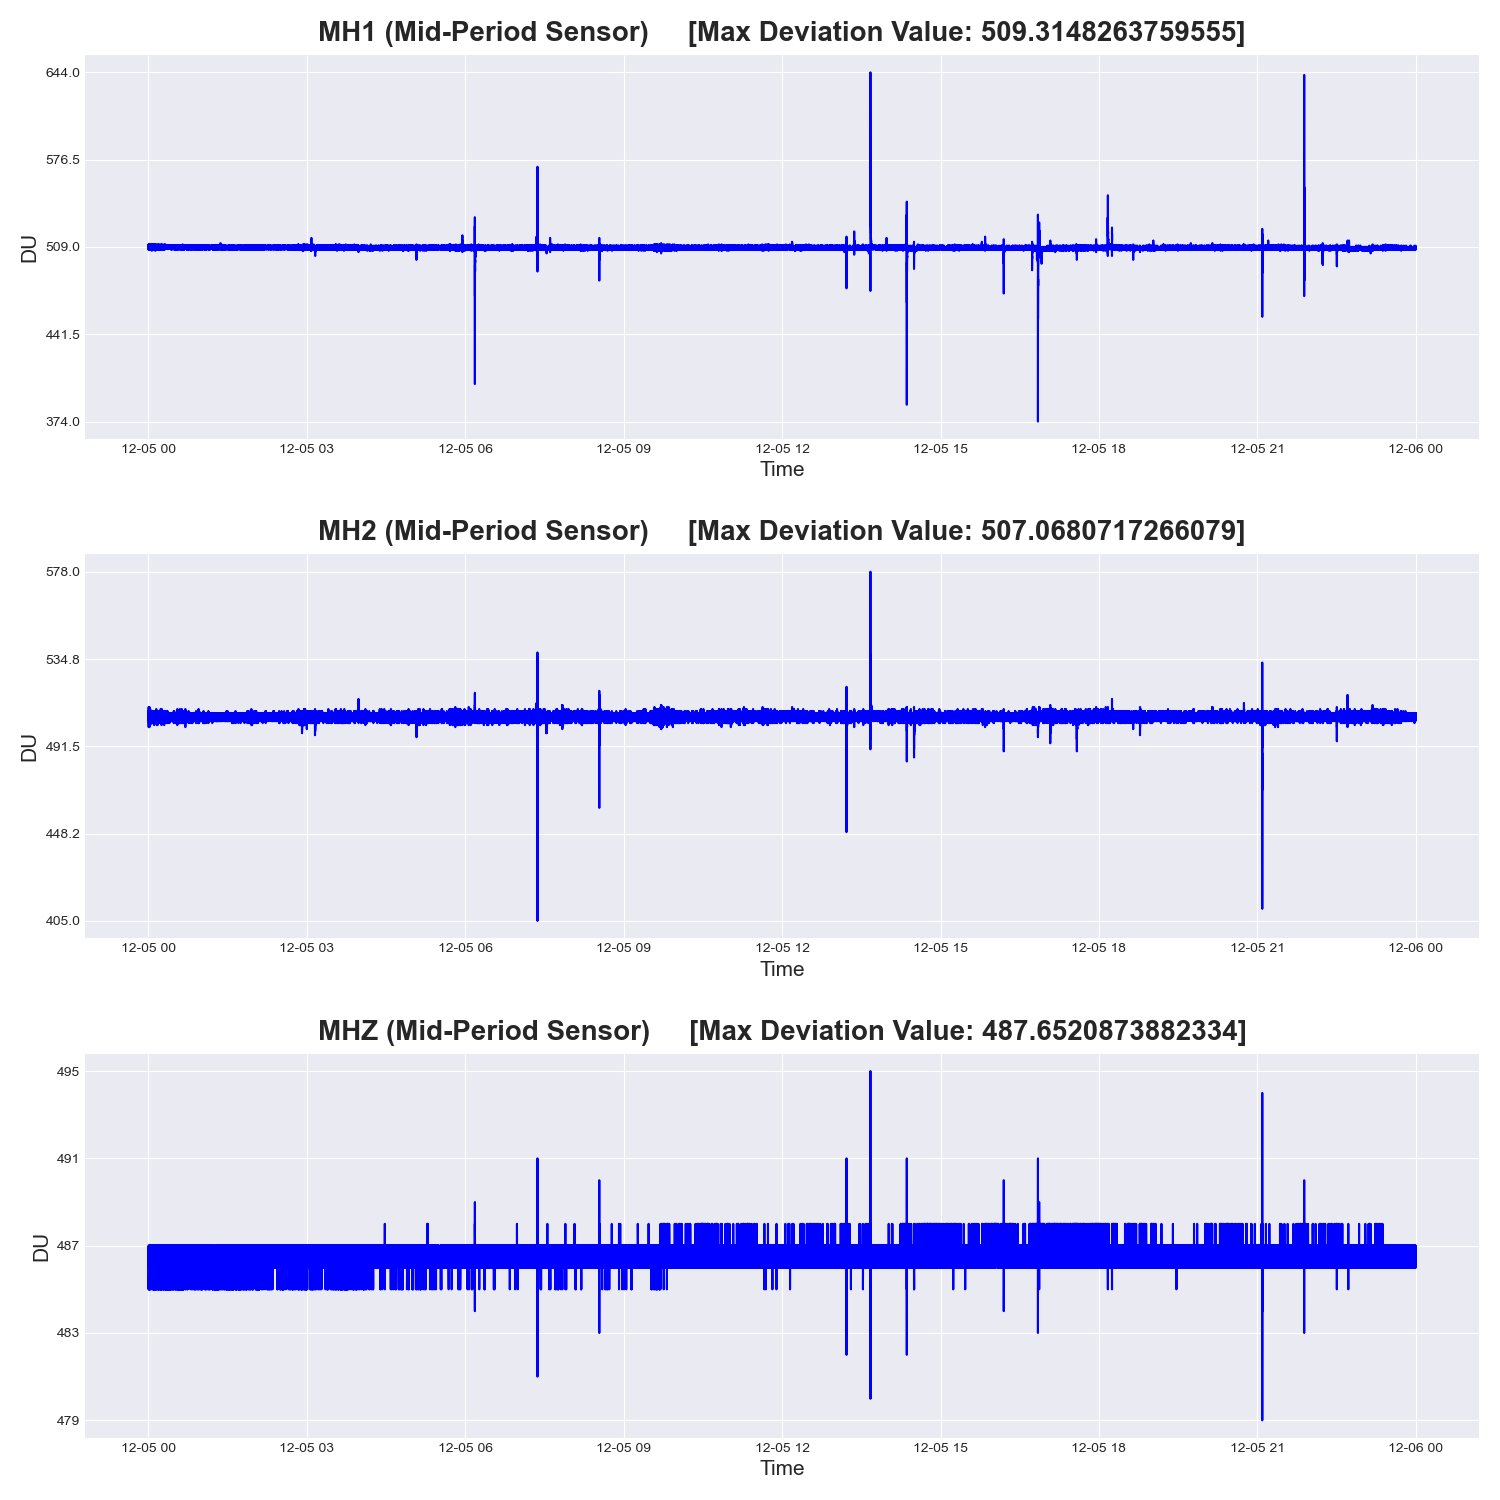 MH1 (Mid-Period Sensor) [Max Deviation Value: 509.3148263759555]
644.0
576.5
509.0
441.5
374.0
DU
12-05 00 12-05 03 12-05 06 12-05 09 12-05 12 12-05 15 12-05 18 12-05 21 12-06 00
Time
MH2 (Mid-Period Sensor) [Max Deviation Value: 507.0680717266079]
578.0
534.8
491.5
448.2
405.0
DU
12-05 00 12-05 03 12-05 06 12-05 09 12-05 12 12-05 15 12-05 18 12-05 21 12-06 00
Time
MHZ (Mid-Period Sensor) [Max Deviation Value: 487.6520873882334]
495
491
487
483
479
DU
12-05 00 12-05 03 12-05 06 12-05 09 12-05 12 12-05 15 12-05 18 12-05 21 12-06 00
Time